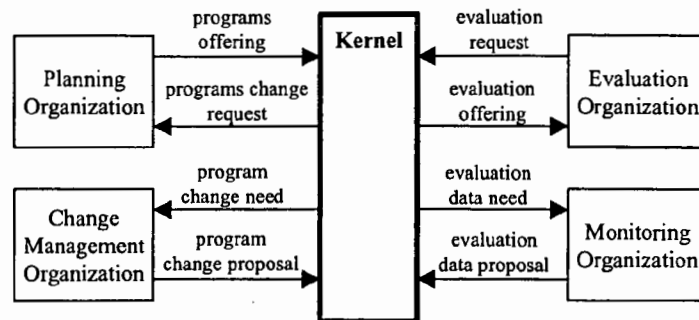 programs
offering
Kernel
evaluation
request
Planning
Organization
programs change
request
evaluation
offering
Evaluation
Organization
program
change need
evaluation
data need
Change
Management
Organization
program
change proposal
evaluation
data proposal
Monitoring
Organization